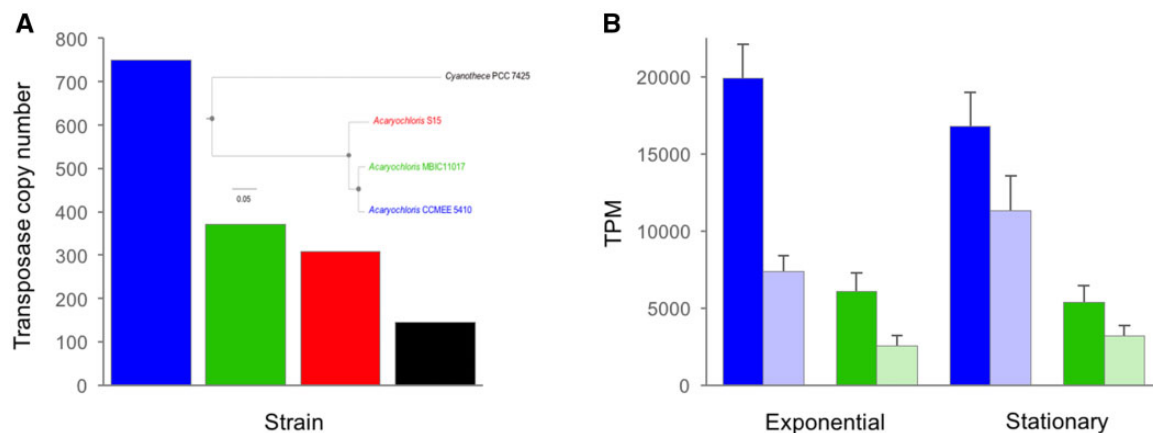 A
800
700
600
500
400
300
200
100
0
Transposase copy number
Cyanothece PCC 7425
Acaryochloris S15
Acaryochloris MBIC11017
0.05
Acaryochloris CCMEE 5410
Strain
B
20000
15000
10000
5000
0
TPM
Exponential
Stationary